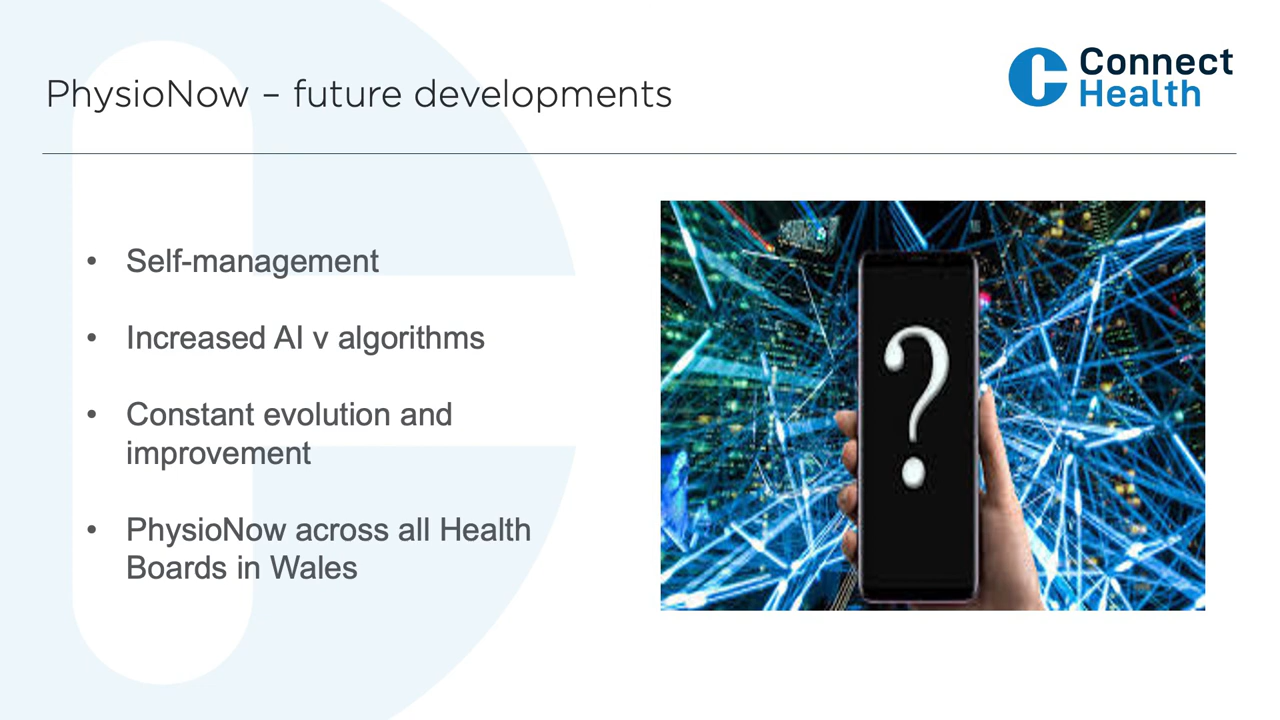 PhysioNow – future developments
Connect
Health
• Self-management
• Increased AI v algorithms
• Constant evolution and
improvement
• PhysioNow across all Health
Boards in Wales
?